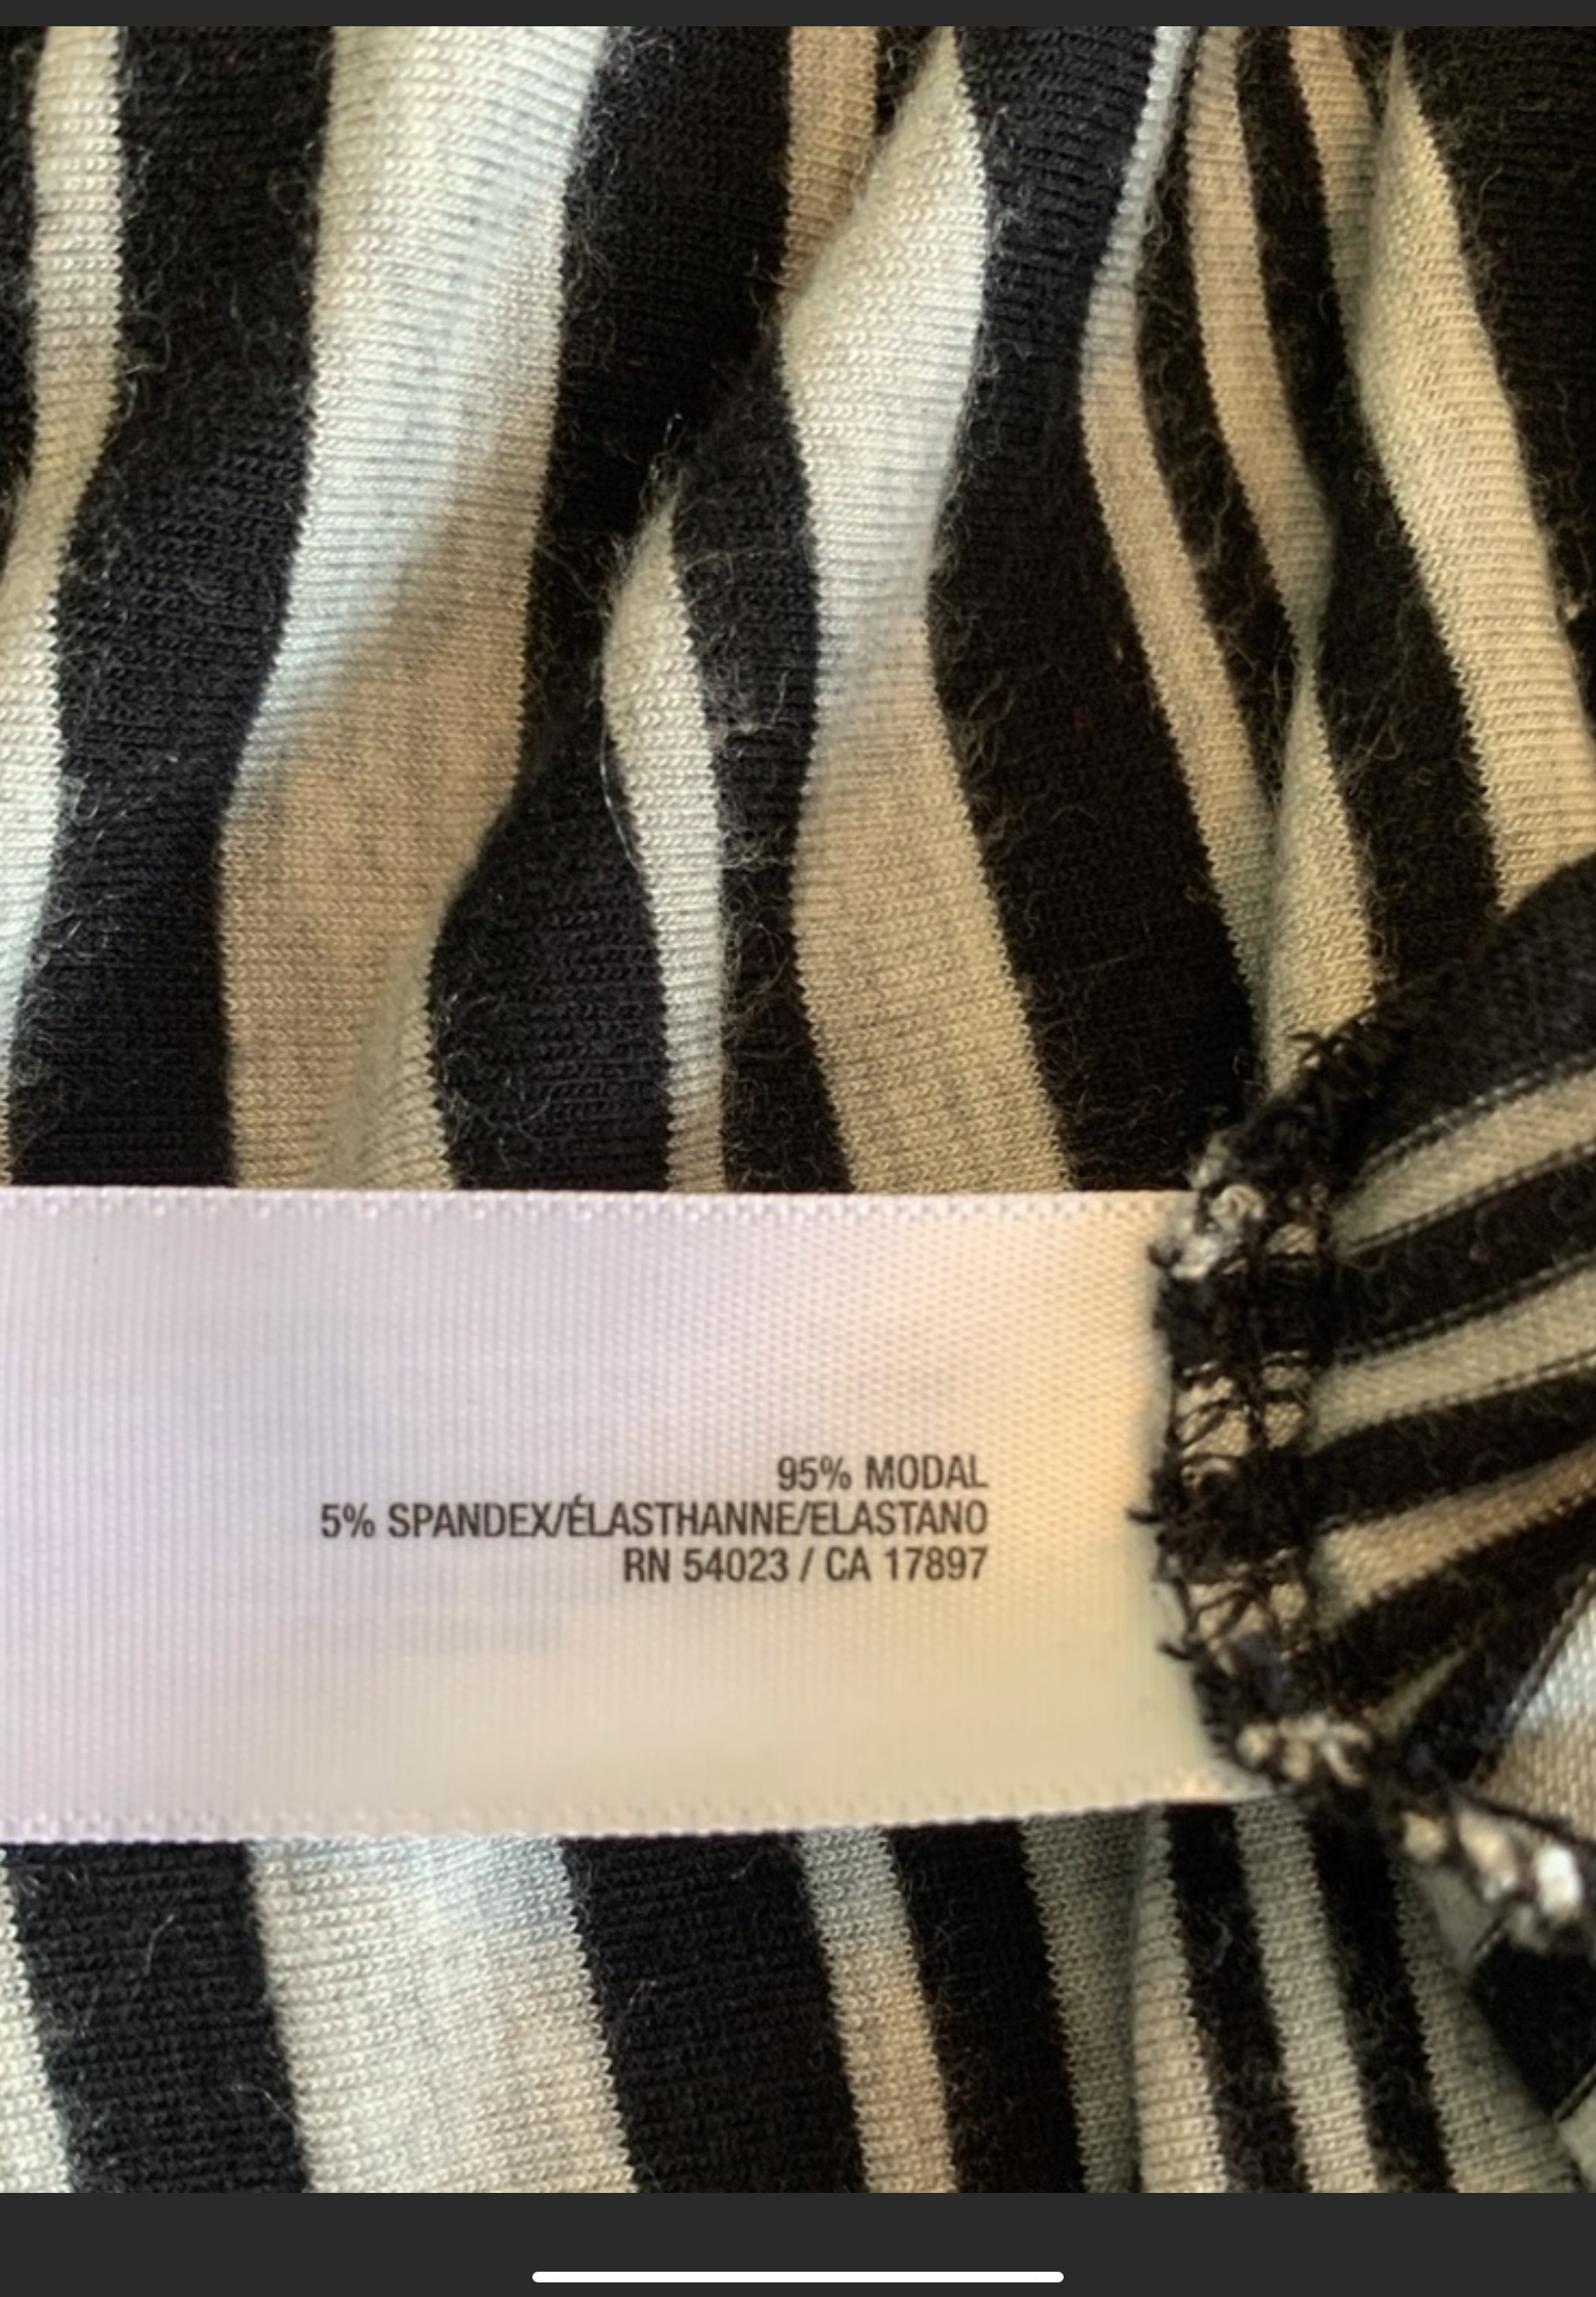 95% MODAL
5% SPANDEX/ÉLASTHANNE/ELASTANO
RN 54023 / CA 17897